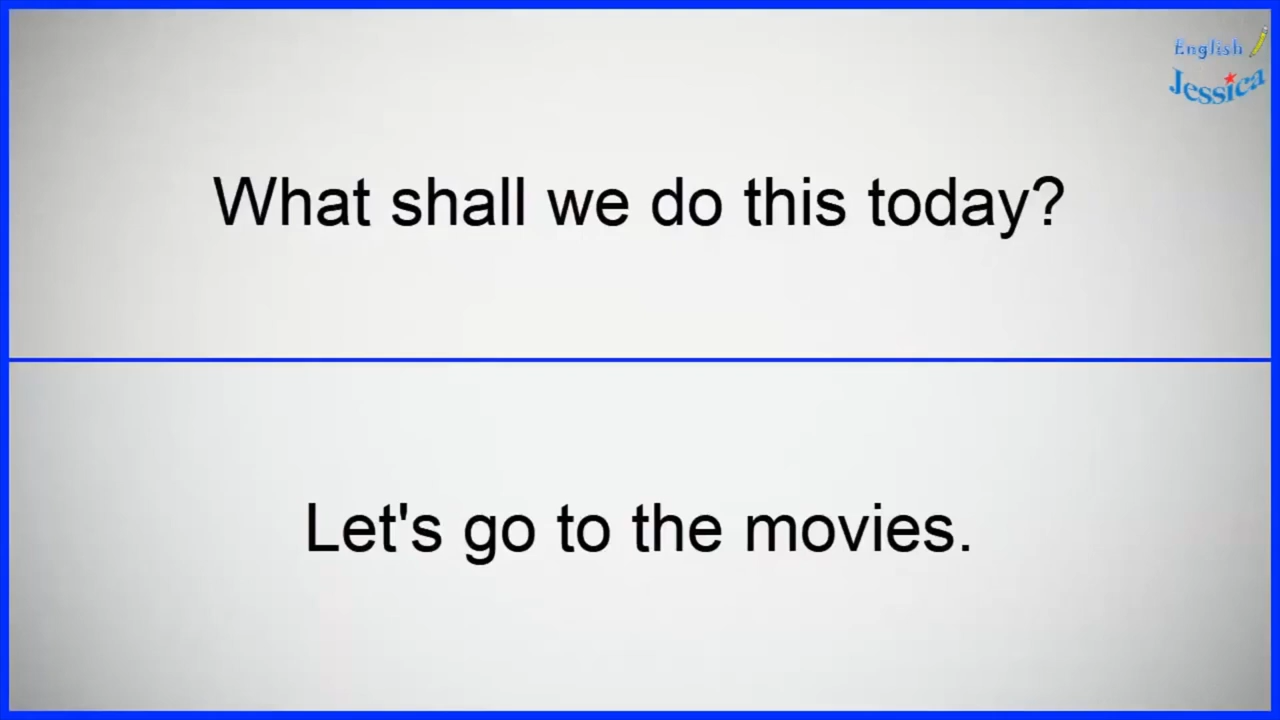 English
Jessica
What shall we do this today?
Let's go to the movies.